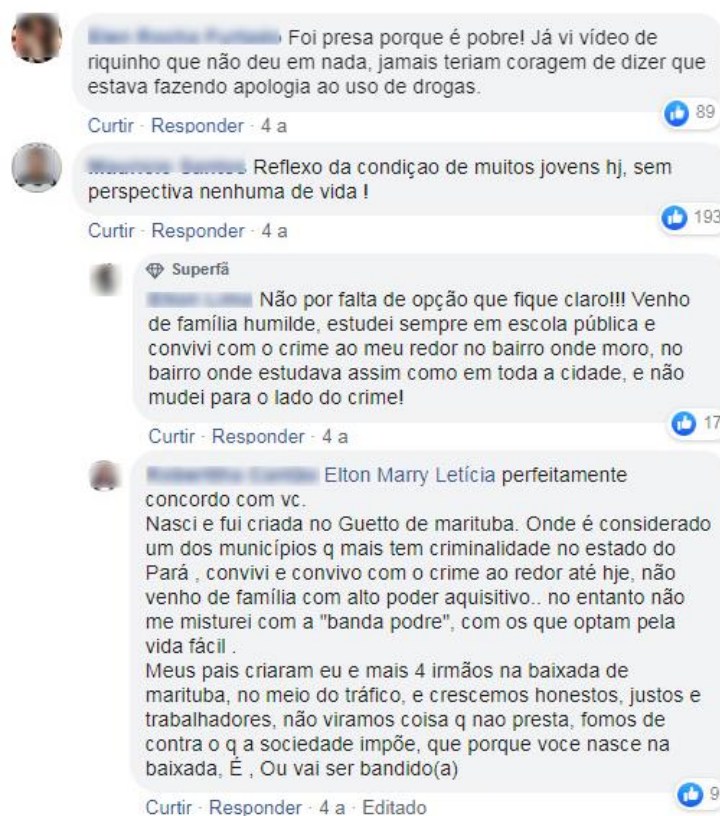 Foi presa porque é pobre! Já vi vídeo de
riquinho que não deu em nada, jamais teriam coragem de dizer que
estava fazendo apologia ao uso de drogas.
89
Curtir · Responder · 4 a
Reflexo da condiçao de muitos jovens hj, sem
perspectiva nenhuma de vida !
193
Curtir · Responder · 4 a
Superfã
Não por falta de opção que fique claro!!! Venho
de família humilde, estudei sempre em escola pública e
convivi com o crime ao meu redor no bairro onde moro, no
bairro onde estudava assim como em toda a cidade, e não
mudei para o lado do crime!
17
Curtir · Responder · 4 a
Elton Marry Letícia perfeitamente
concordo com vc.
Nasci e fui criada no Guetto de marituba. Onde é considerado
um dos municípios q mais tem criminalidade no estado do
Pará , convivi e convivo com o crime ao redor até hje, não
venho de família com alto poder aquisitivo.. no entanto não
me misturei com a "banda podre", com os que optam pela
vida fácil .
Meus pais criaram eu e mais 4 irmãos na baixada de
marituba, no meio do tráfico, e crescemos honestos, justos e
trabalhadores, não viramos coisa q nao presta, fomos de
contra o q a sociedade impõe, que porque voce nasce na
baixada, É , Ou vai ser bandido(a)
9
Curtir · Responder · 4 a · Editado